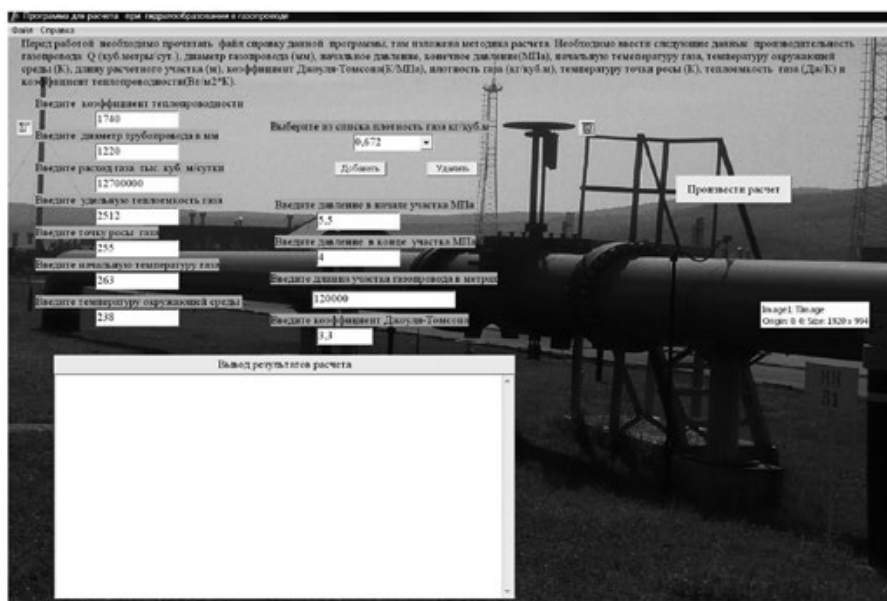 Программа для расчета при гидратообразования в газопроводе
Файл Справка
Перед работой необходимо прочитать файл справку данной программы, там изложена методика расчета. Необходимо ввести следующие данные производительность
газопровода Q (куб.метры/сут.), диаметр газопровода (мм), начальное давление, конечное давление(МПа), начальную температуру газа, температуру окружающей
среды (К), длину расчетного участка (м), коэффициент Джоуля-Томсона(К/МПа), плотность газа (кг/куб.м), температуру точки росы (К), теплоемкость газа (Дж/К) и
коэффициент теплопроводности(Вт/м2*К).
Введите коэффициент теплопроводности
1740
Введите диаметр трубопровода в мм
1220
Введите расход газа тыс. куб. м/сутки
12700000
Введите удельную теплоемкость газа
2512
Введите точку росы газа
255
Введите начальную температуру газа
263
Введите температуру окружающей среды
238
Выберите из списка плотность газа кг/куб.м
0,672
Добавить Удалить
Введите давление в начале участка МПа
5,5
Введите давление в конце участка МПа
4
Введите длинна участка газопровода в метрах
120000
Введите коэффициент Джоуля-Томсона
3,3
Произвести расчет
Image1: TImage
Origin: 0, 0; Size: 1920 x 994
Вывод результатов расчета